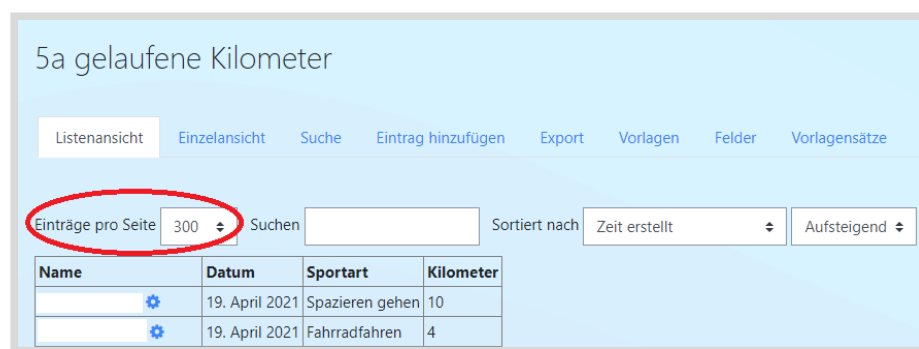 5a gelaufene Kilometer
Listenansicht Einzelansicht Suche Eintrag hinzufügen Export Vorlagen Felder Vorlagensätze
Einträge pro Seite 300 Suchen Sortiert nach Zeit erstellt Aufsteigend
Name Datum Sportart Kilometer
19. April 2021 Spazieren gehen 10
19. April 2021 Fahrradfahren 4